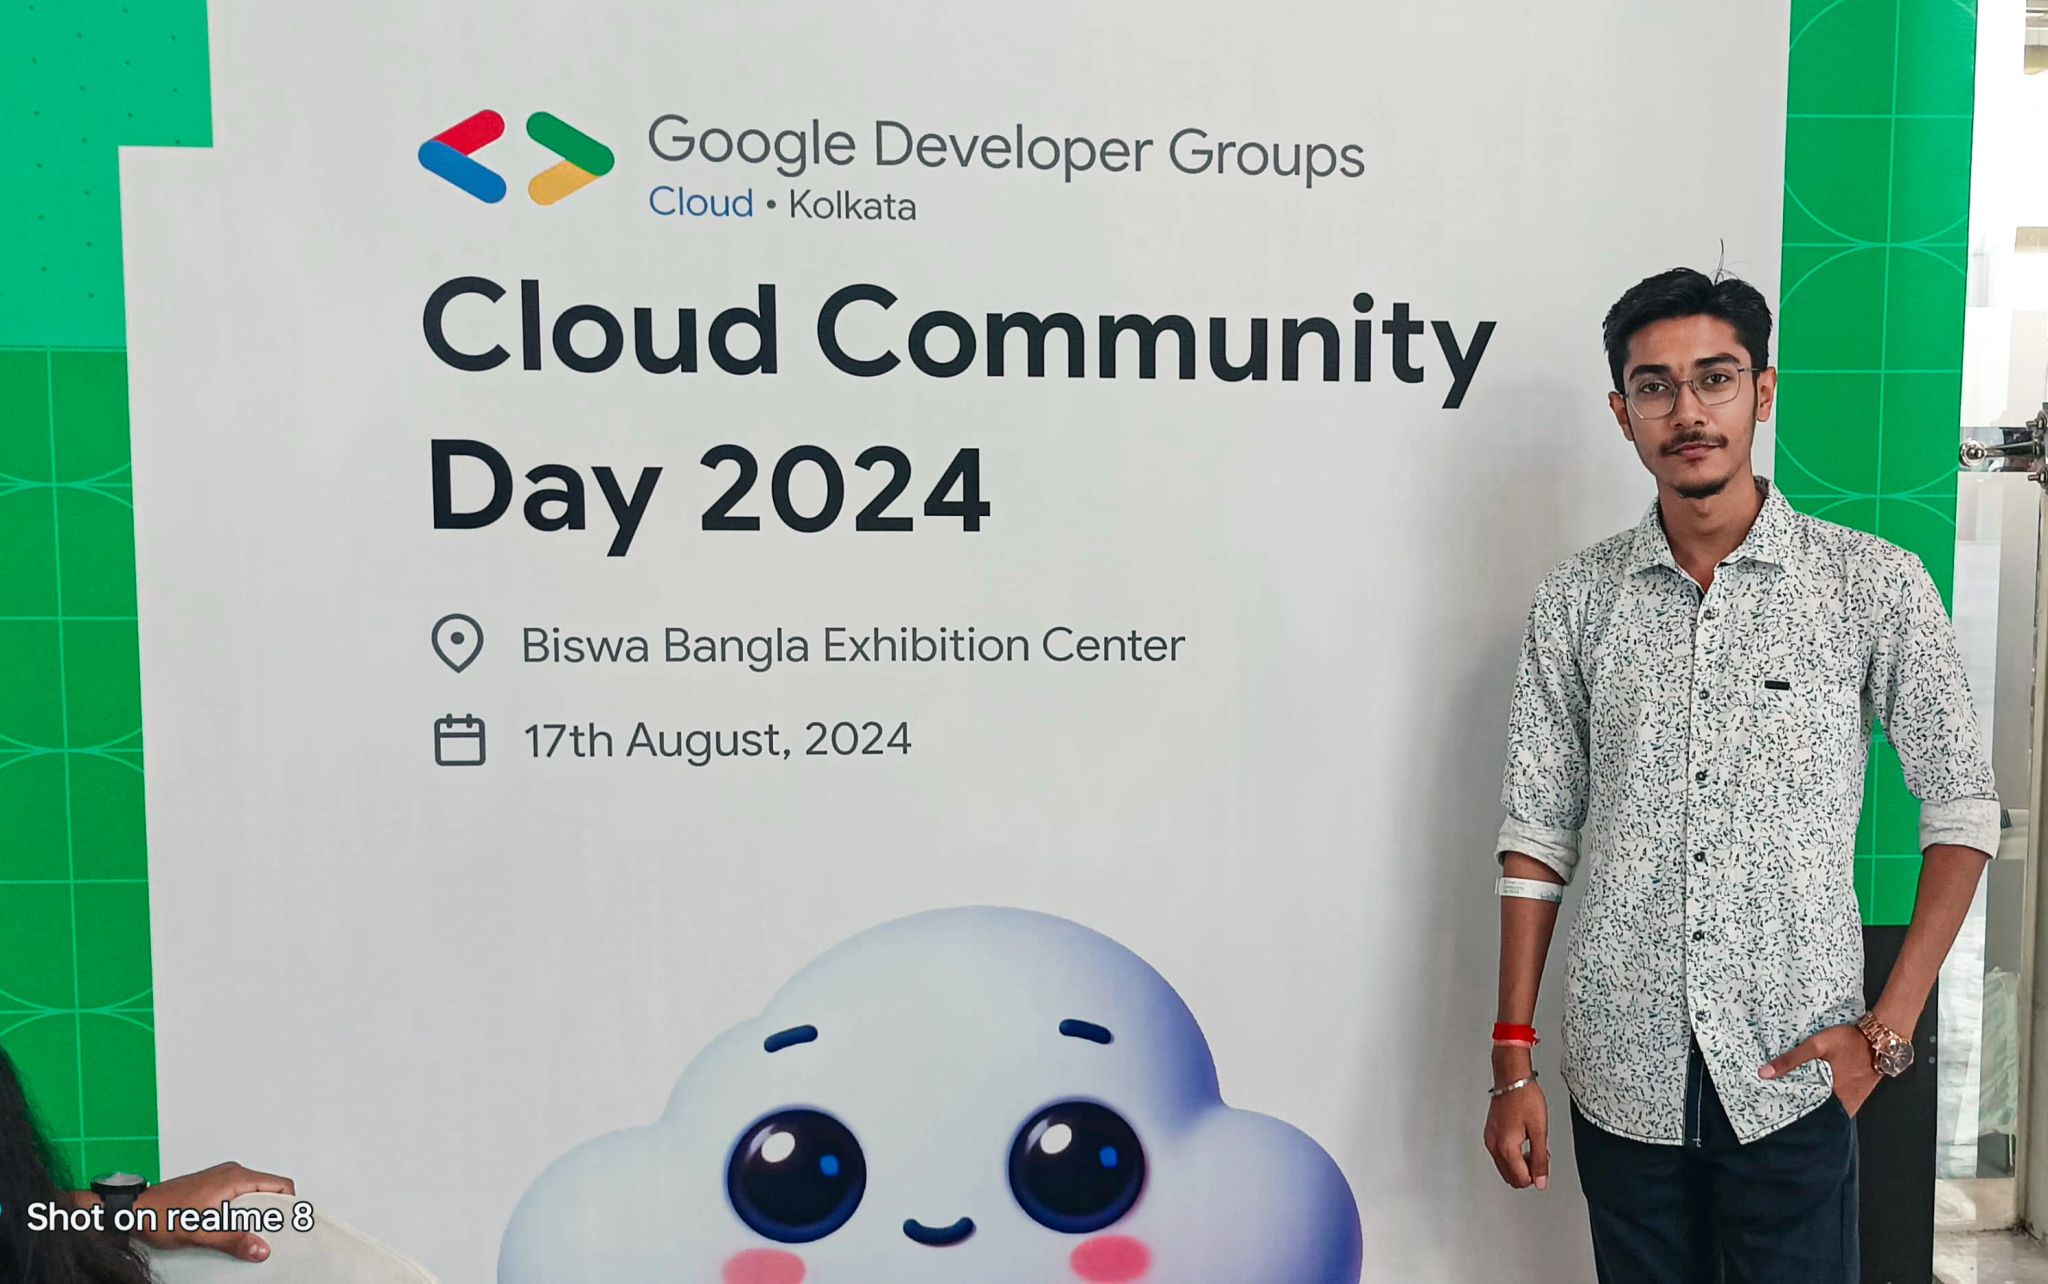 Google Developer Groups
Cloud • Kolkata
Cloud Community
Day 2024
Biswa Bangla Exhibition Center
17th August, 2024
Shot on realme 8